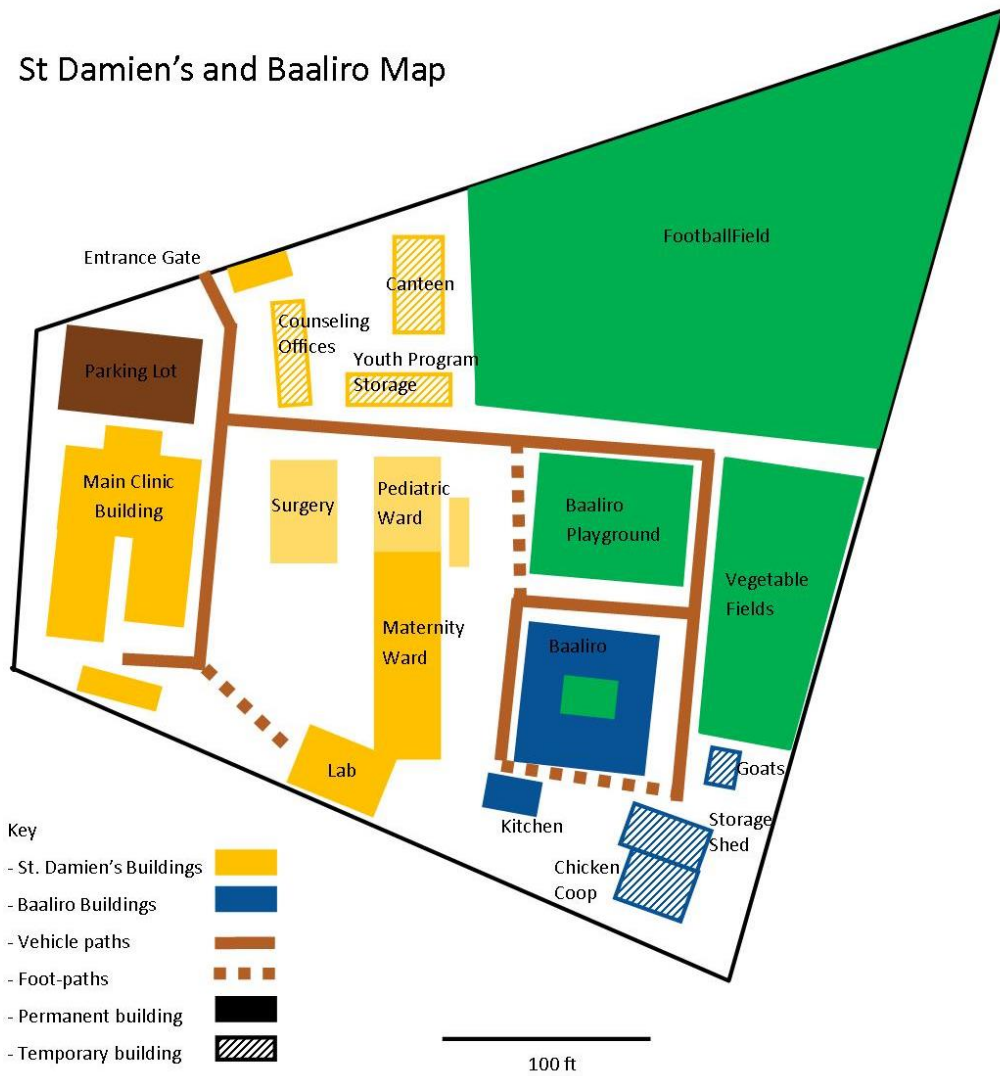 St Damien's and Baaliro Map
FootballField
Entrance Gate
Canteen
Counseling
Offices
Youth Program
Storage
Parking Lot
Main Clinic
Building
Surgery
Pediatric
Ward
Baaliro
Playground
Vegetable
Fields
Maternity
Ward
Baaliro
Lab
Goats
Kitchen
Storage
Shed
Chicken
Coop
Key
- St. Damien's Buildings
- Baaliro Buildings
- Vehicle paths
- Foot-paths
- Permanent building
- Temporary building
100 ft